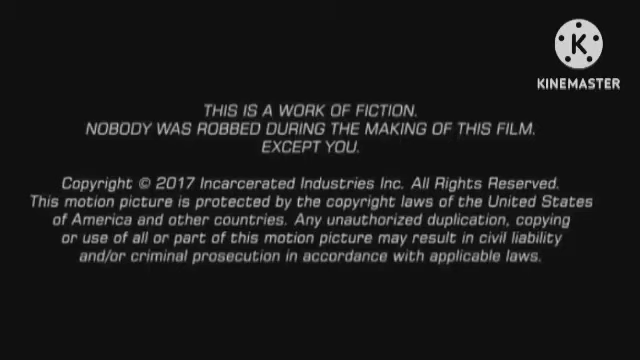 KINEMASTER
THIS IS A WORK OF FICTION.
NOBODY WAS ROBBED DURING THE MAKING OF THIS FILM.
EXCEPT YOU.
Copyright © 2017 Incarcerated Industries Inc. All Rights Reserved.
This motion picture is protected by the copyright laws of the United States
of America and other countries. Any unauthorized duplication, copying
or use of all or part of this motion picture may result in civil liability
and/or criminal prosecution in accordance with applicable laws.